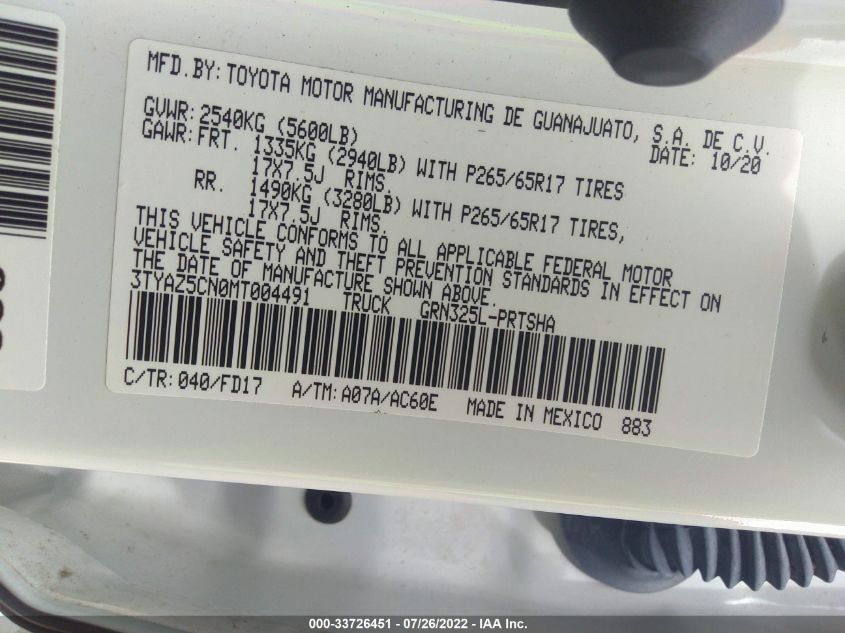 MFD.BY:TOYOTA MOTOR MANUFACTURING DE GUANAJUATO, S.A. DE C.V.
GVWR:2540KG (5600LB) DATE: 10/20
GAWR:FRT. 1335KG (2940LB) WITH P265/65R17 TIRES
17X7.5J RIMS.
RR. 1490KG (3280LB) WITH P265/65R17 TIRES,
17X7.5J RIMS.
THIS VEHICLE CONFORMS TO ALL APPLICABLE FEDERAL MOTOR
VEHICLE SAFETY AND THEFT PREVENTION STANDARDS IN EFFECT ON
THE DATE OF MANUFACTURE SHOWN ABOVE.
3TYAZ5CN0MT004491 TRUCK GRN325L-PRTSHA
C/TR:040/FD17 A/TM:A07A/AC60E MADE IN MEXICO 883
000-33726451 - 07/26/2022 - IAA Inc.